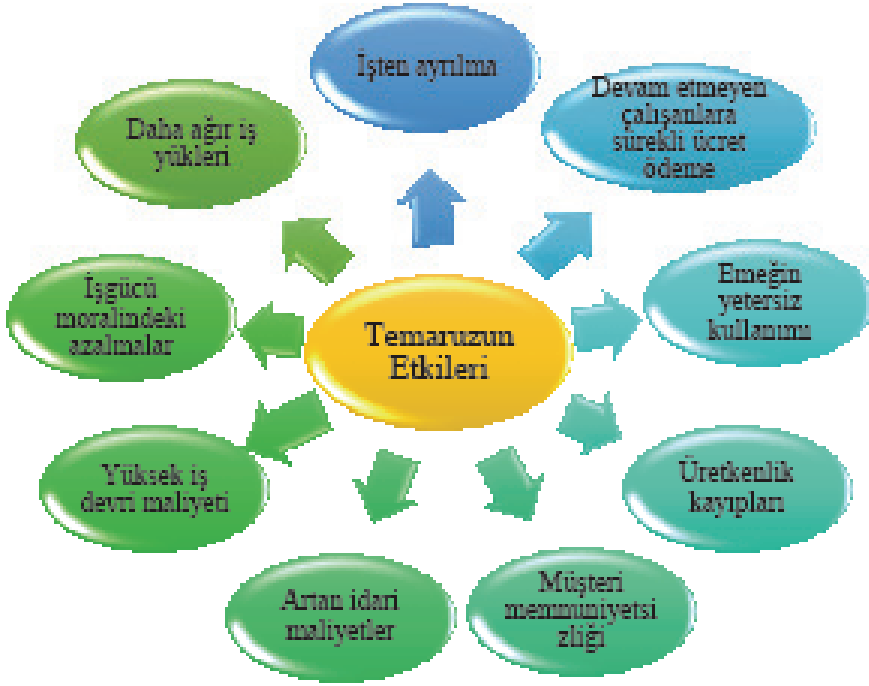 İşten ayrılma
Devam etmeyen
çalışanlara
sürekli ücret
ödeme
Emeğin
yetersiz
kullanımı
Üretkenlik
kayıpları
Müşteri
memnuniyetsi
zliği
Artan idari
maliyetler
Yüksek iş
devri maliyeti
İşgücü
moralindeki
azalmalar
Daha ağır iş
yükleri
Temaruzun
Etkileri